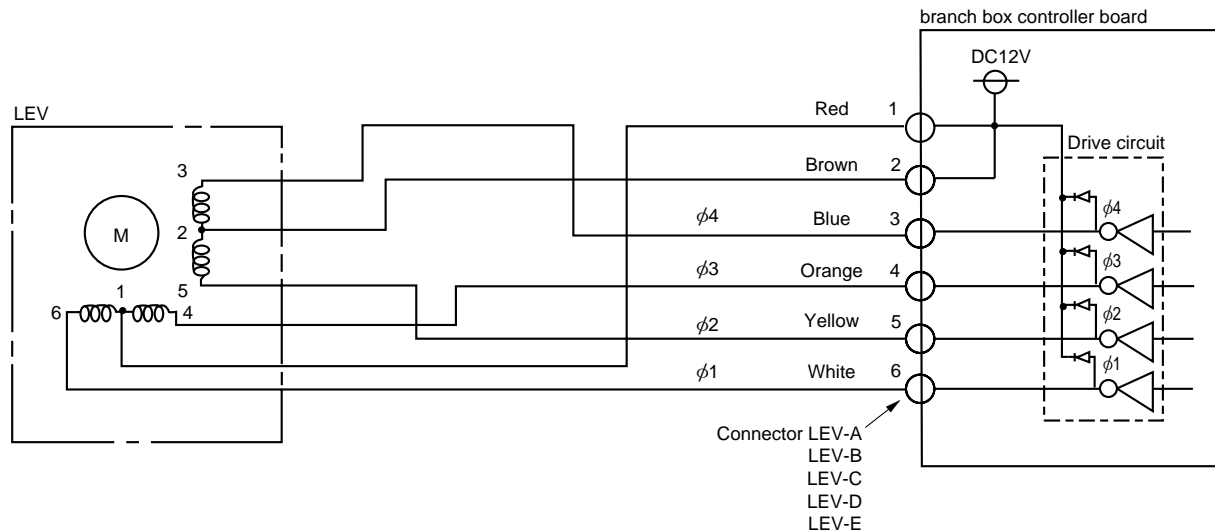 branch box controller board
DC12V
LEV
Red 1
Drive circuit
Brown 2
3
ϕ4
ϕ4 Blue 3
2
M
ϕ3
ϕ3 Orange 4
1 5
6 4
ϕ2
ϕ2 Yellow 5
ϕ1
ϕ1 White 6
Connector LEV-A
LEV-B
LEV-C
LEV-D
LEV-E